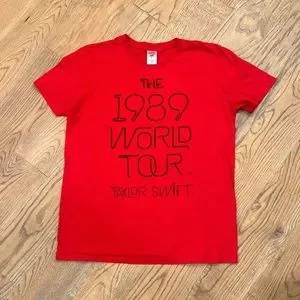 THE
1989
WORLD
TOUR.
TAYLOR SWIFT.